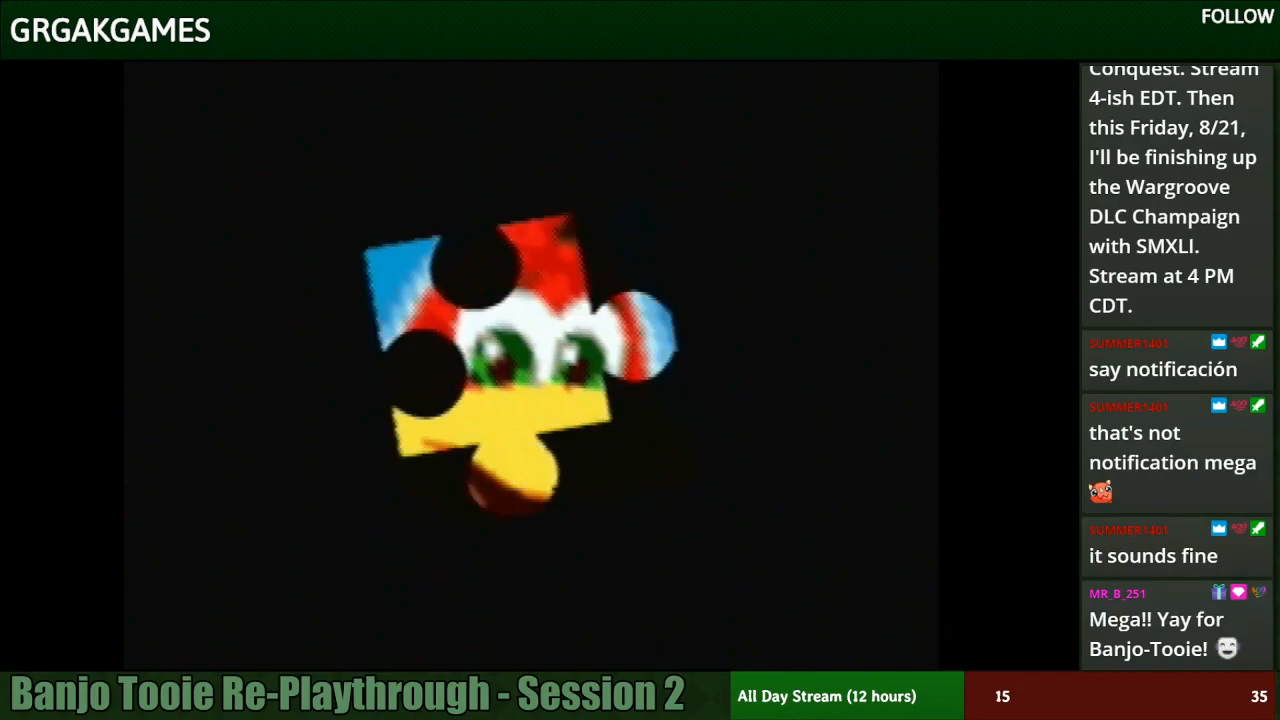 GRGAKGAMES
FOLLOW
Conquest. Stream
4-ish EDT. Then
this Friday, 8/21,
I'll be finishing up
the Wargroove
DLC Champaign
with SMXLI.
Stream at 4 PM
CDT.
SUMMER1401
say notificación
SUMMER1401
that's not
notification mega
SUMMER1401
it sounds fine
MR_B_251
Mega!! Yay for
Banjo-Tooie!
Banjo Tooie Re-Playthrough - Session 2
All Day Stream (12 hours)
15
35